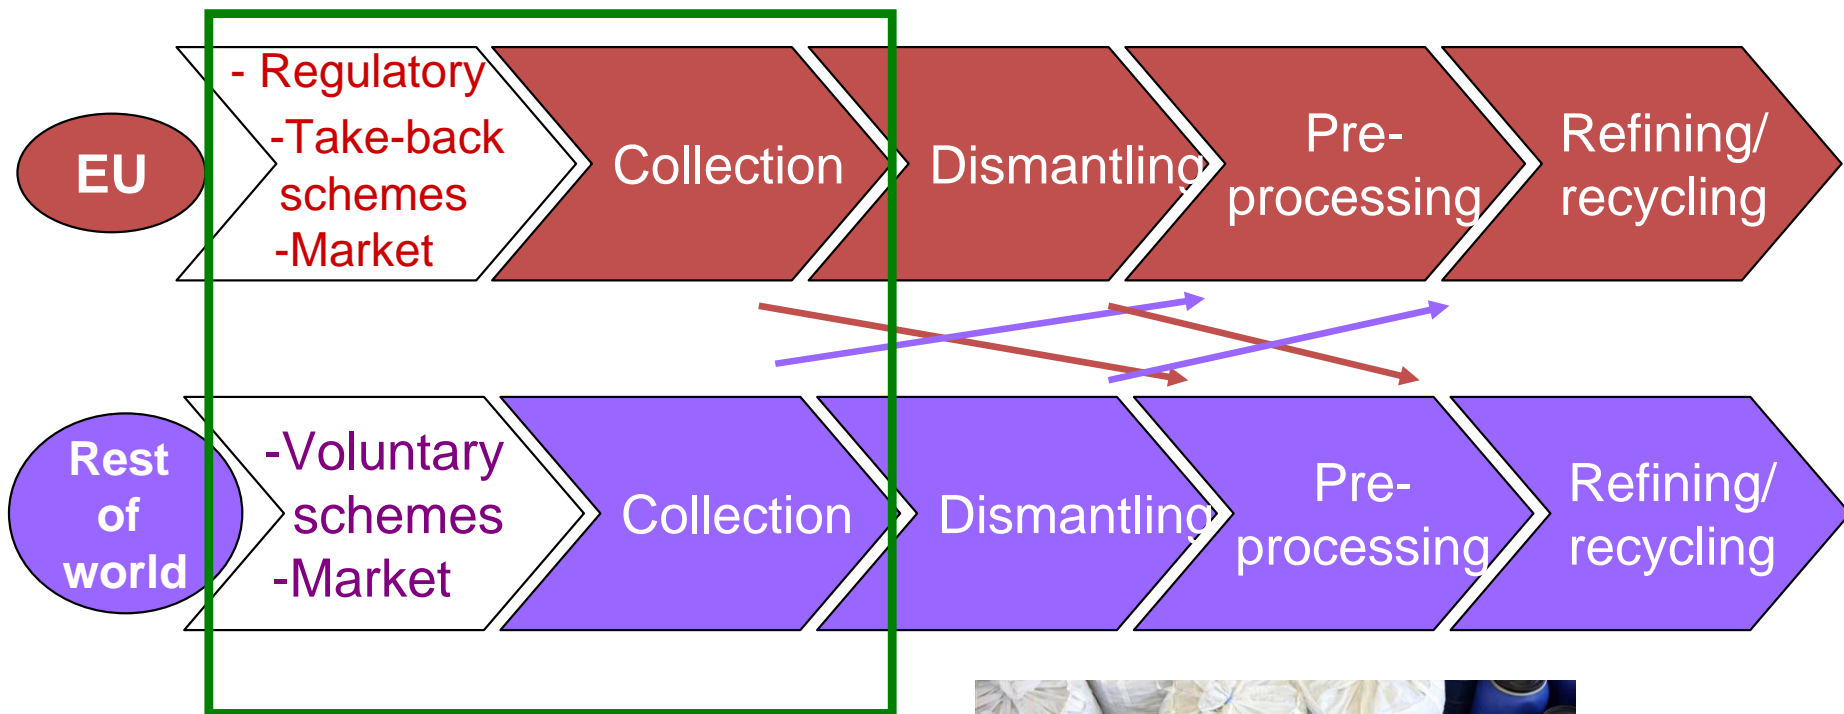 EU
- Regulatory
-Take-back
schemes
-Market
Collection
Dismantling
Pre-
processing
Refining/
recycling
Rest
of
world
-Voluntary
schemes
-Market
Collection
Dismantling
Pre-
processing
Refining/
recycling